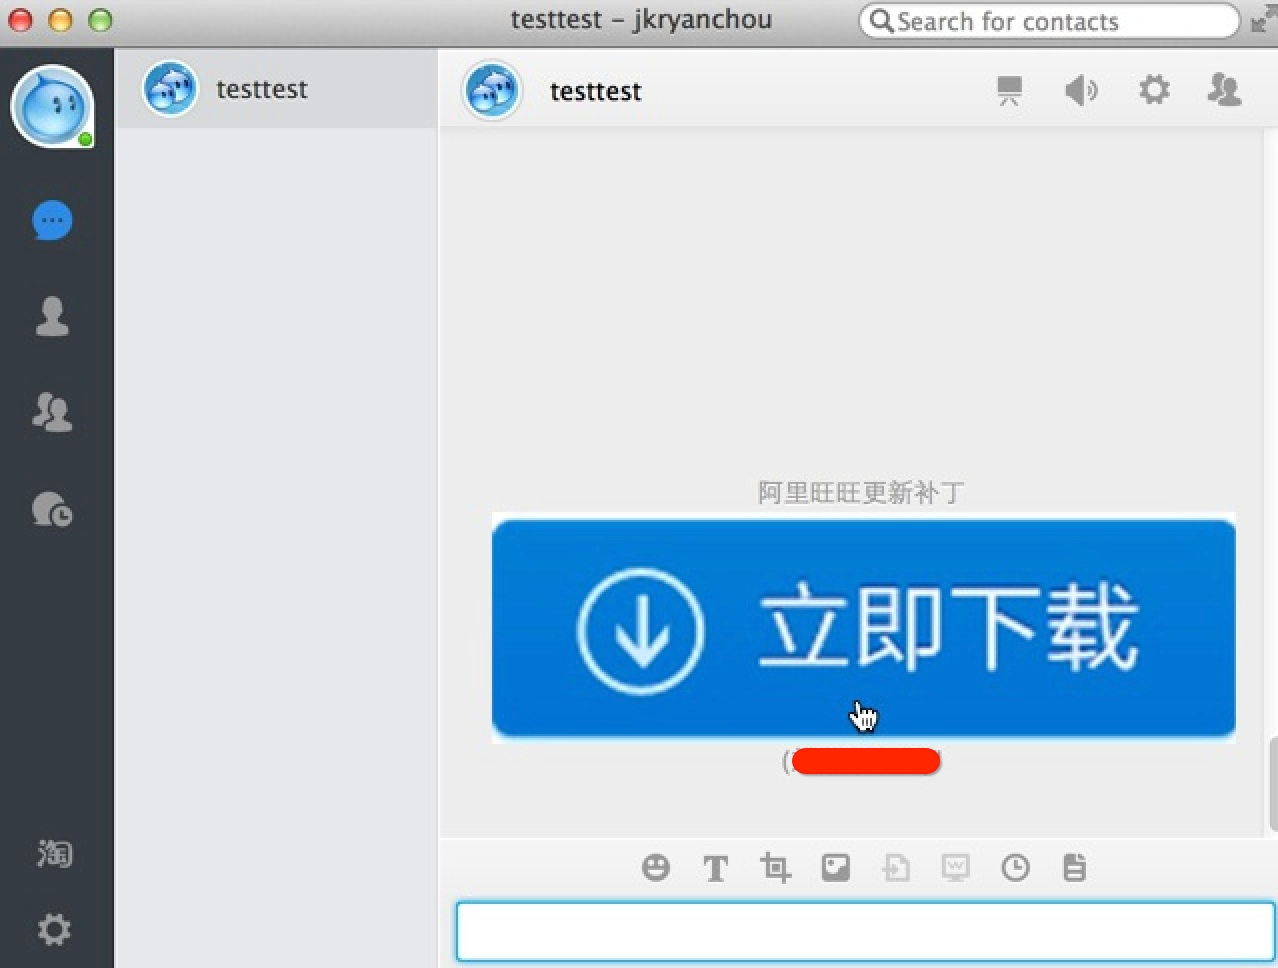 testtest – jkryanchou
Search for contacts
testtest
testtest
阿里旺旺更新补丁
立即下载
(
淘
T
W